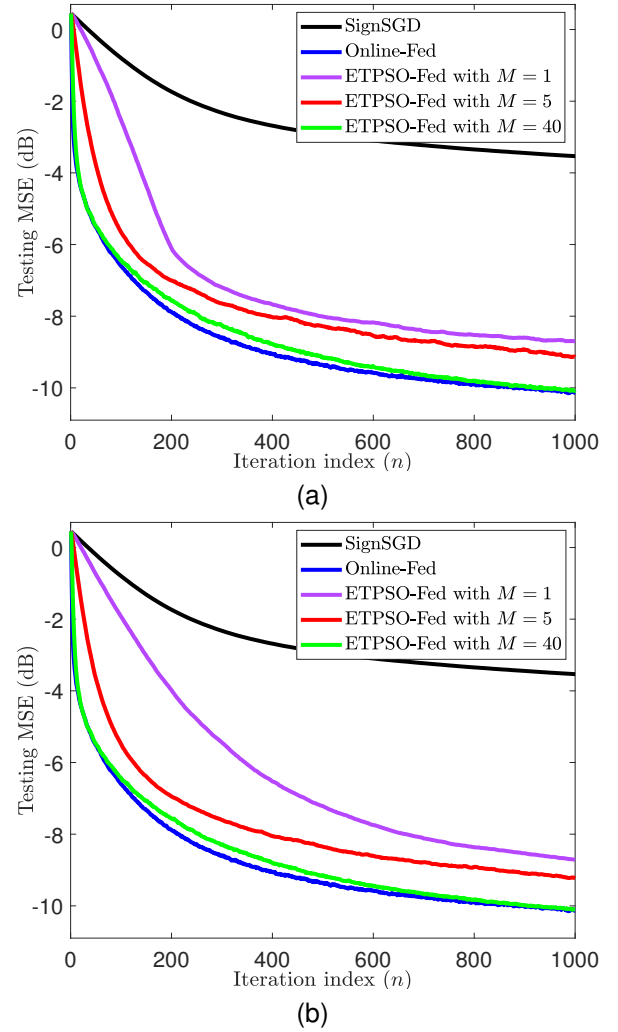 0
-2
-4
-6
-8
-10
Testing MSE (dB)
SignSGD
Online-Fed
ETPSO-Fed with M = 1
ETPSO-Fed with M = 5
ETPSO-Fed with M = 40
0 200 400 600 800 1000
Iteration index (n)
(a)
0
-2
-4
-6
-8
-10
Testing MSE (dB)
SignSGD
Online-Fed
ETPSO-Fed with M = 1
ETPSO-Fed with M = 5
ETPSO-Fed with M = 40
0 200 400 600 800 1000
Iteration index (n)
(b)